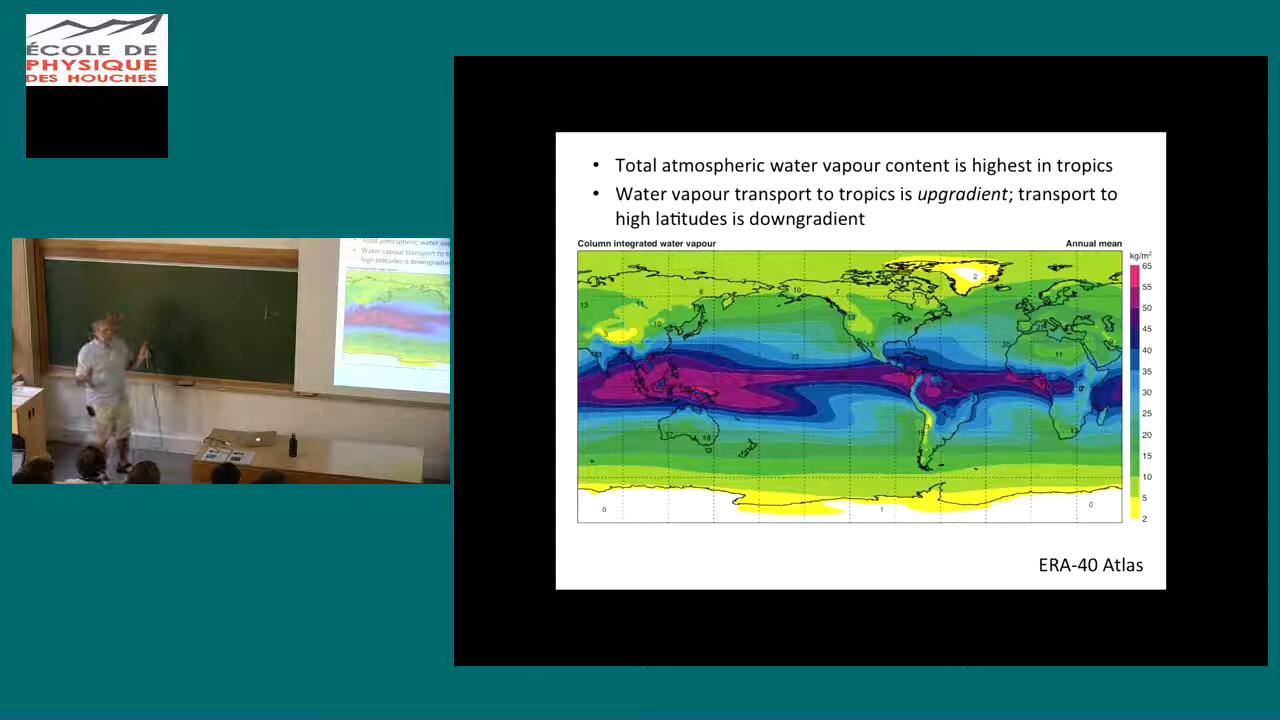 ÉCOLE DE
PHYSIQUE
DES HOUCHES
• Total atmospheric water vapour content is highest in tropics
• Water vapour transport to tropics is upgradient; transport to
high latitudes is downgradient
Column integrated water vapour
Annual mean
kg/m²
65
55
50
45
40
35
30
25
20
15
10
5
2
ERA-40 Atlas